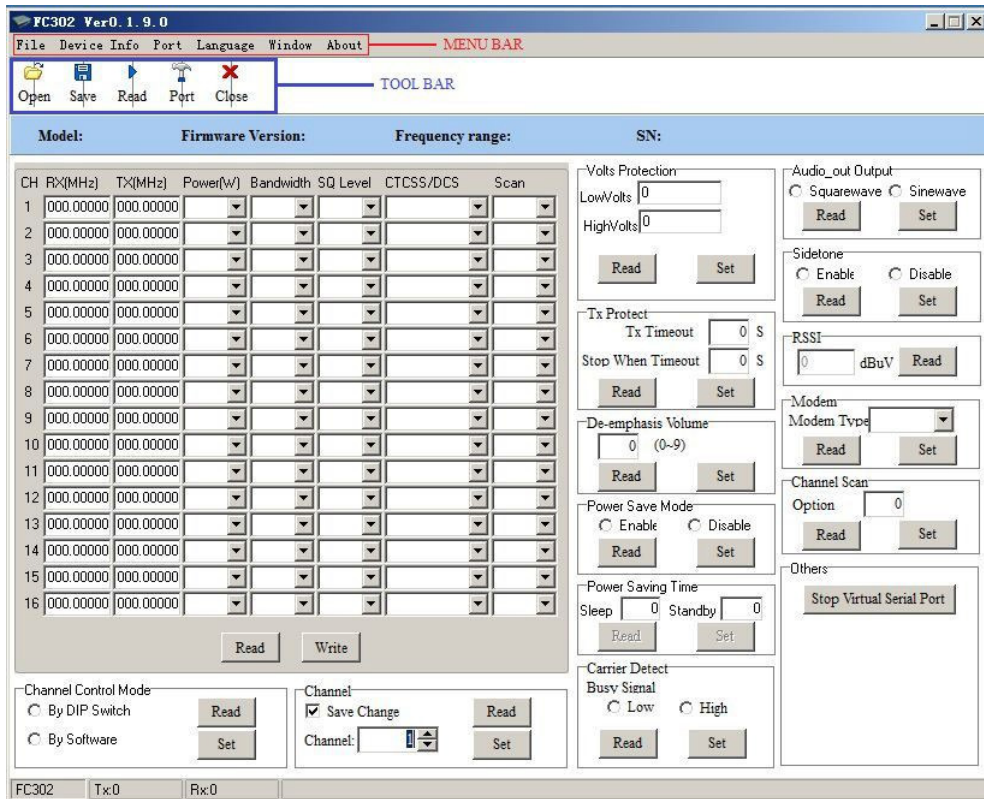 FC302 Ver0.1.9.0
File Device Info Port Language Window About
MENU BAR
Open Save Read Port Close
TOOL BAR
Model: Firmware Version: Frequency range: SN:
CH RX(MHz) TX(MHz) Power(W) Bandwidth SQ Level CTCSS/DCS Scan
1 000.00000 000.00000
2 000.00000 000.00000
3 000.00000 000.00000
4 000.00000 000.00000
5 000.00000 000.00000
6 000.00000 000.00000
7 000.00000 000.00000
8 000.00000 000.00000
9 000.00000 000.00000
10 000.00000 000.00000
11 000.00000 000.00000
12 000.00000 000.00000
13 000.00000 000.00000
14 000.00000 000.00000
15 000.00000 000.00000
16 000.00000 000.00000
Read Write
Channel Control Mode
By DIP Switch Read
By Software Set
Channel
Save Change Read
Channel: 1 Set
Volts Protection
LowVolts 0
HighVolts 0
Read Set
Tx Protect
Tx Timeout 0 S
Stop When Timeout 0 S
Read Set
De-emphasis Volume
0 (0~9)
Read Set
Power Save Mode
Enable Disable
Read Set
Power Saving Time
Sleep 0 Standby 0
Read Set
Carrier Detect
Busy Signal
Low High
Read Set
Audio_out Output
Squarewave Sinewave
Read Set
Sidetone
Enable Disable
Read Set
RSSI
0 dBuV Read
Modem
Modem Type
Read Set
Channel Scan
Option 0
Read Set
Others
Stop Virtual Serial Port
FC302 Tx:0 Rx:0